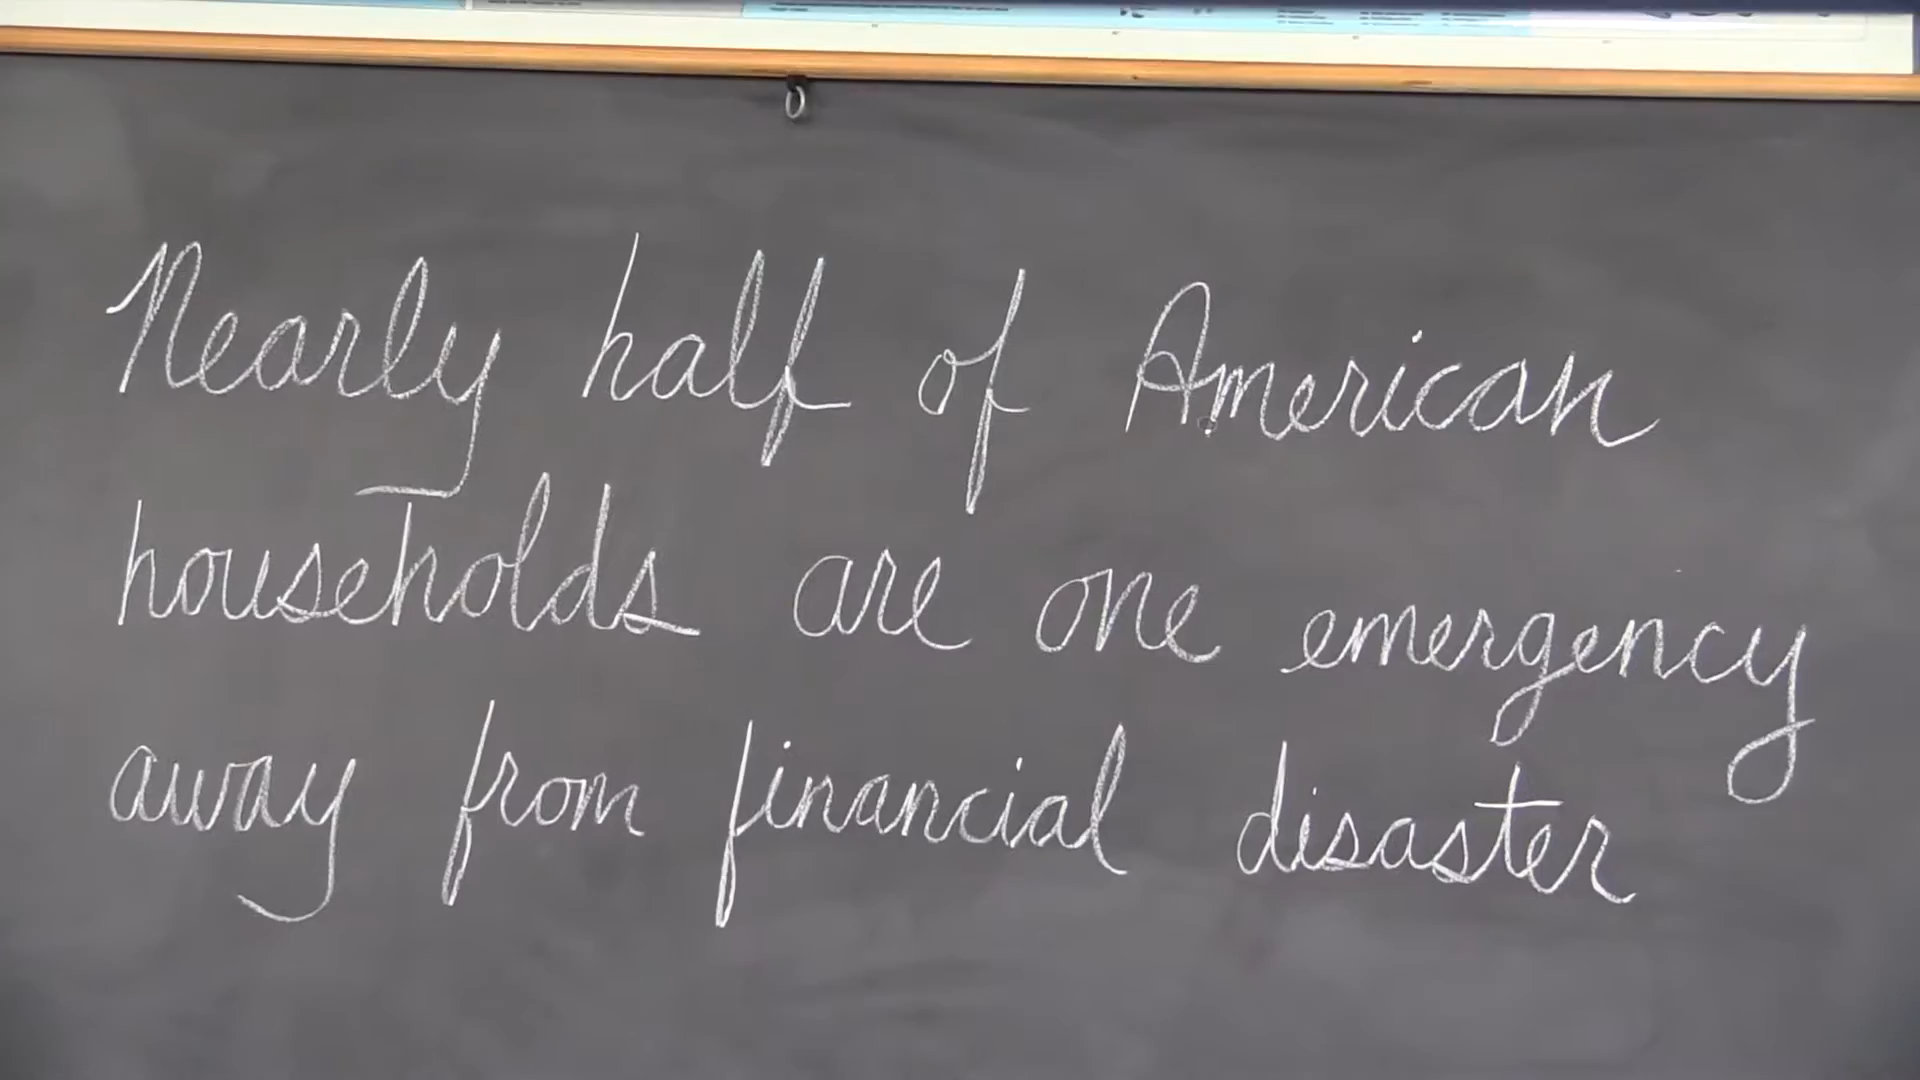 Nearly half of American
households are one emergency
away from financial disaster